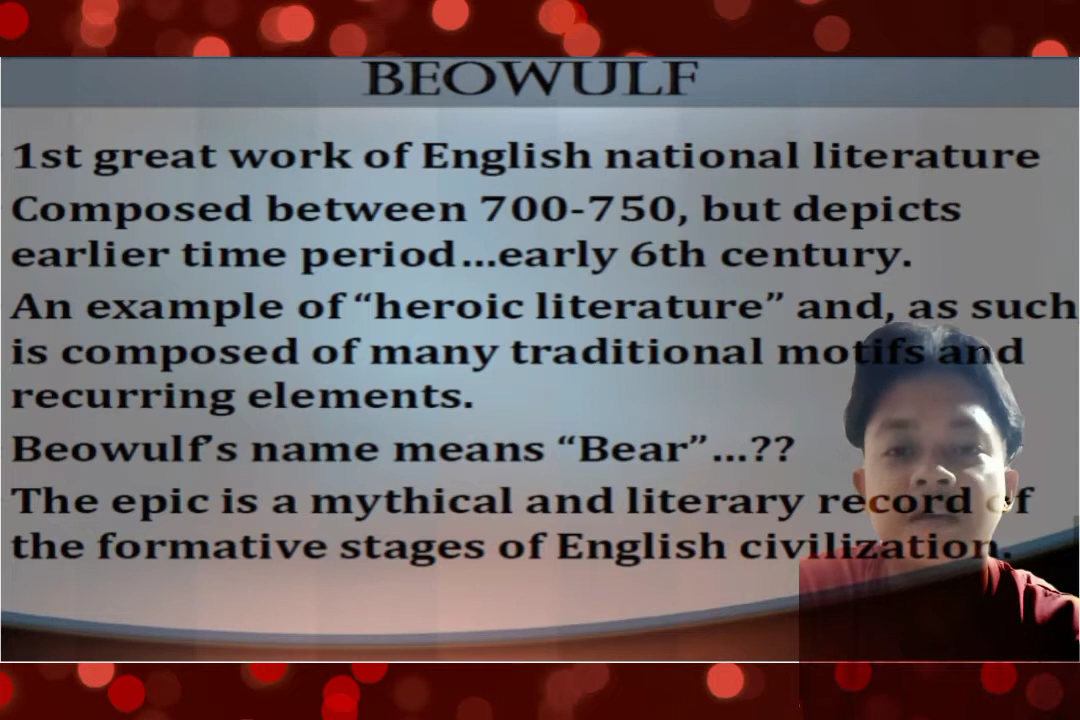 BEOWULF
1st great work of English national literature
Composed between 700-750, but depicts
earlier time period...early 6th century.
An example of “heroic literature” and, as such
is composed of many traditional motifs and
recurring elements.
Beowulf’s name means “Bear”...??
The epic is a mythical and literary record of
the formative stages of English civilization.